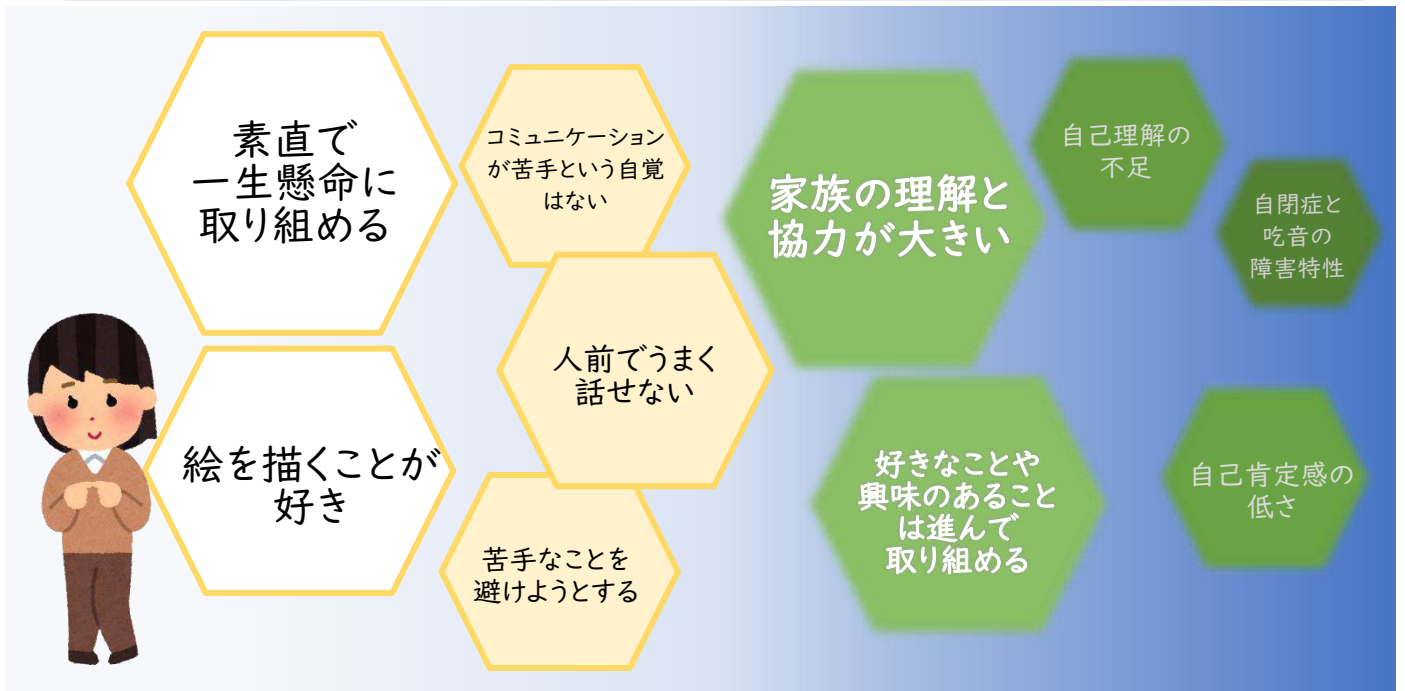 素直で
一生懸命に
取り組める
コミュニケーション
が苦手という自覚
はない
家族の理解と
協力が大きい
自己理解の
不足
自閉症と
吃音の
障害特性
人前でうまく
話せない
絵を描くことが
好き
好きなことや
興味のあること
は進んで
取り組める
自己肯定感の
低さ
苦手なことを
避けようとする